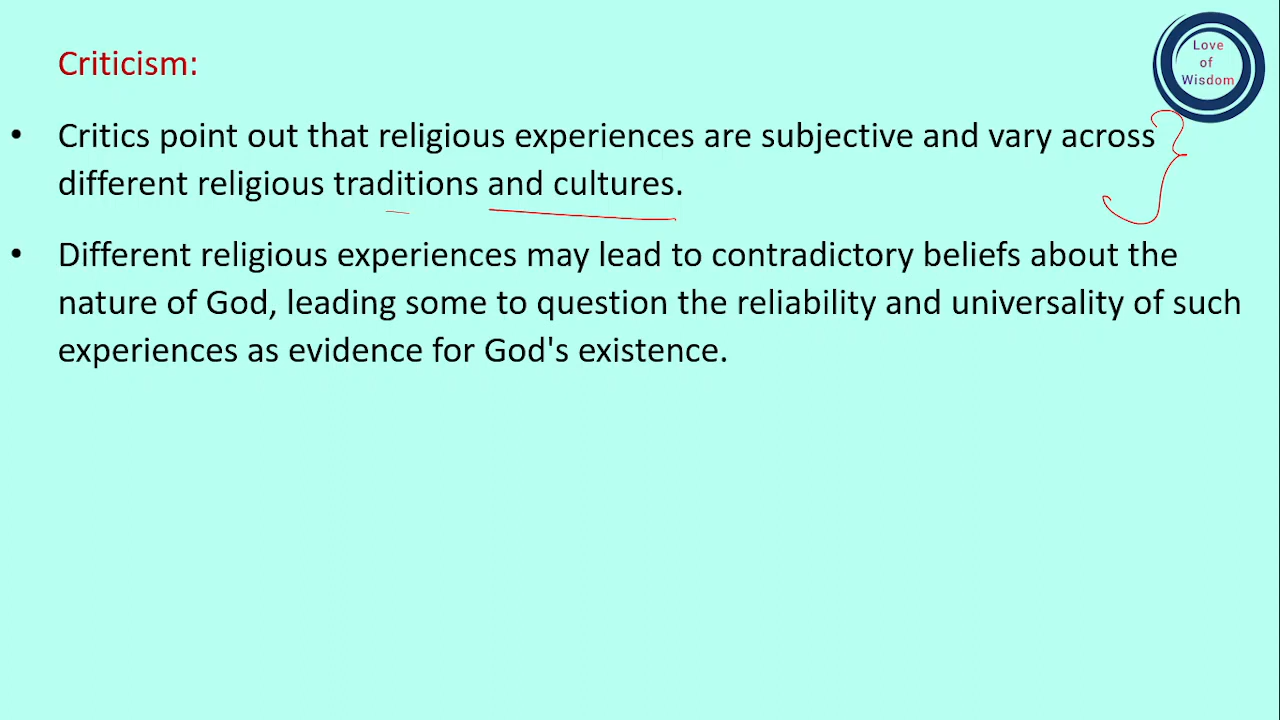 Love
of
Wisdom
Criticism:
• Critics point out that religious experiences are subjective and vary across
different religious traditions and cultures.
• Different religious experiences may lead to contradictory beliefs about the
nature of God, leading some to question the reliability and universality of such
experiences as evidence for God's existence.